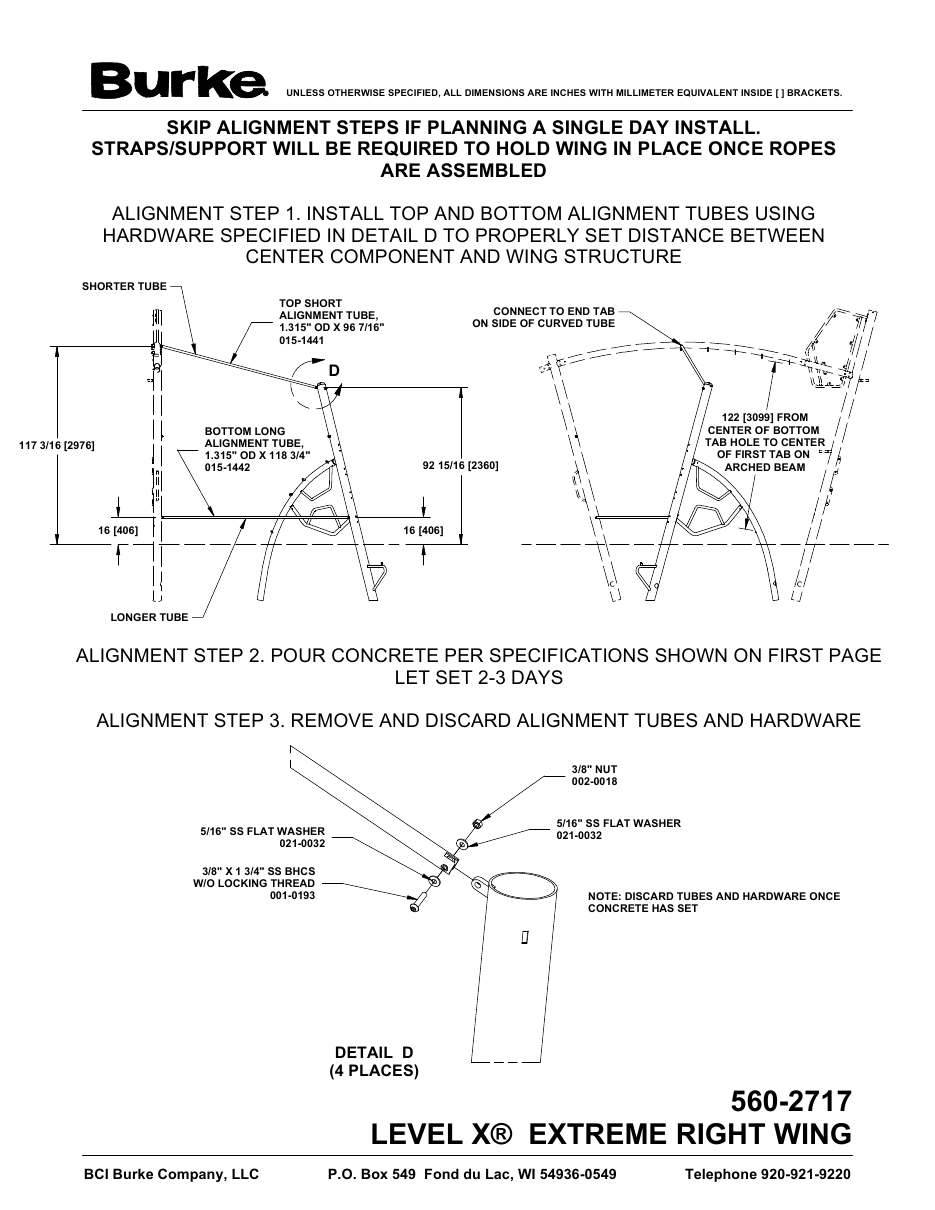 Burke
UNLESS OTHERWISE SPECIFIED, ALL DIMENSIONS ARE INCHES WITH MILLIMETER EQUIVALENT INSIDE [ ] BRACKETS.
SKIP ALIGNMENT STEPS IF PLANNING A SINGLE DAY INSTALL.
STRAPS/SUPPORT WILL BE REQUIRED TO HOLD WING IN PLACE ONCE ROPES
ARE ASSEMBLED
ALIGNMENT STEP 1. INSTALL TOP AND BOTTOM ALIGNMENT TUBES USING
HARDWARE SPECIFIED IN DETAIL D TO PROPERLY SET DISTANCE BETWEEN
CENTER COMPONENT AND WING STRUCTURE
SHORTER TUBE
TOP SHORT
ALIGNMENT TUBE,
1.315" OD X 96 7/16"
015-1441
D
BOTTOM LONG
ALIGNMENT TUBE,
1.315" OD X 118 3/4"
015-1442
117 3/16 [2976]
92 15/16 [2360]
16 [406]
16 [406]
LONGER TUBE
CONNECT TO END TAB
ON SIDE OF CURVED TUBE
122 [3099] FROM
CENTER OF BOTTOM
TAB HOLE TO CENTER
OF FIRST TAB ON
ARCHED BEAM
ALIGNMENT STEP 2. POUR CONCRETE PER SPECIFICATIONS SHOWN ON FIRST PAGE
LET SET 2-3 DAYS
ALIGNMENT STEP 3. REMOVE AND DISCARD ALIGNMENT TUBES AND HARDWARE
3/8" NUT
002-0018
5/16" SS FLAT WASHER
021-0032
5/16" SS FLAT WASHER
021-0032
3/8" X 1 3/4" SS BHCS
W/O LOCKING THREAD
001-0193
NOTE: DISCARD TUBES AND HARDWARE ONCE
CONCRETE HAS SET
DETAIL D
(4 PLACES)
560-2717
LEVEL X® EXTREME RIGHT WING
BCI Burke Company, LLC
P.O. Box 549 Fond du Lac, WI 54936-0549
Telephone 920-921-9220